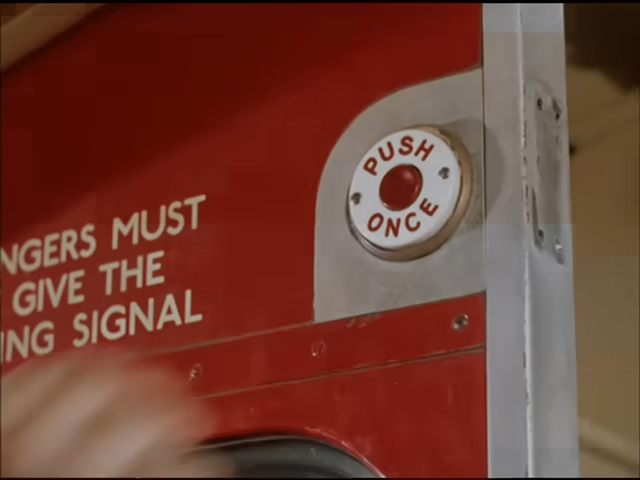 NGERS MUST
GIVE THE
ING SIGNAL
PUSH
ONCE